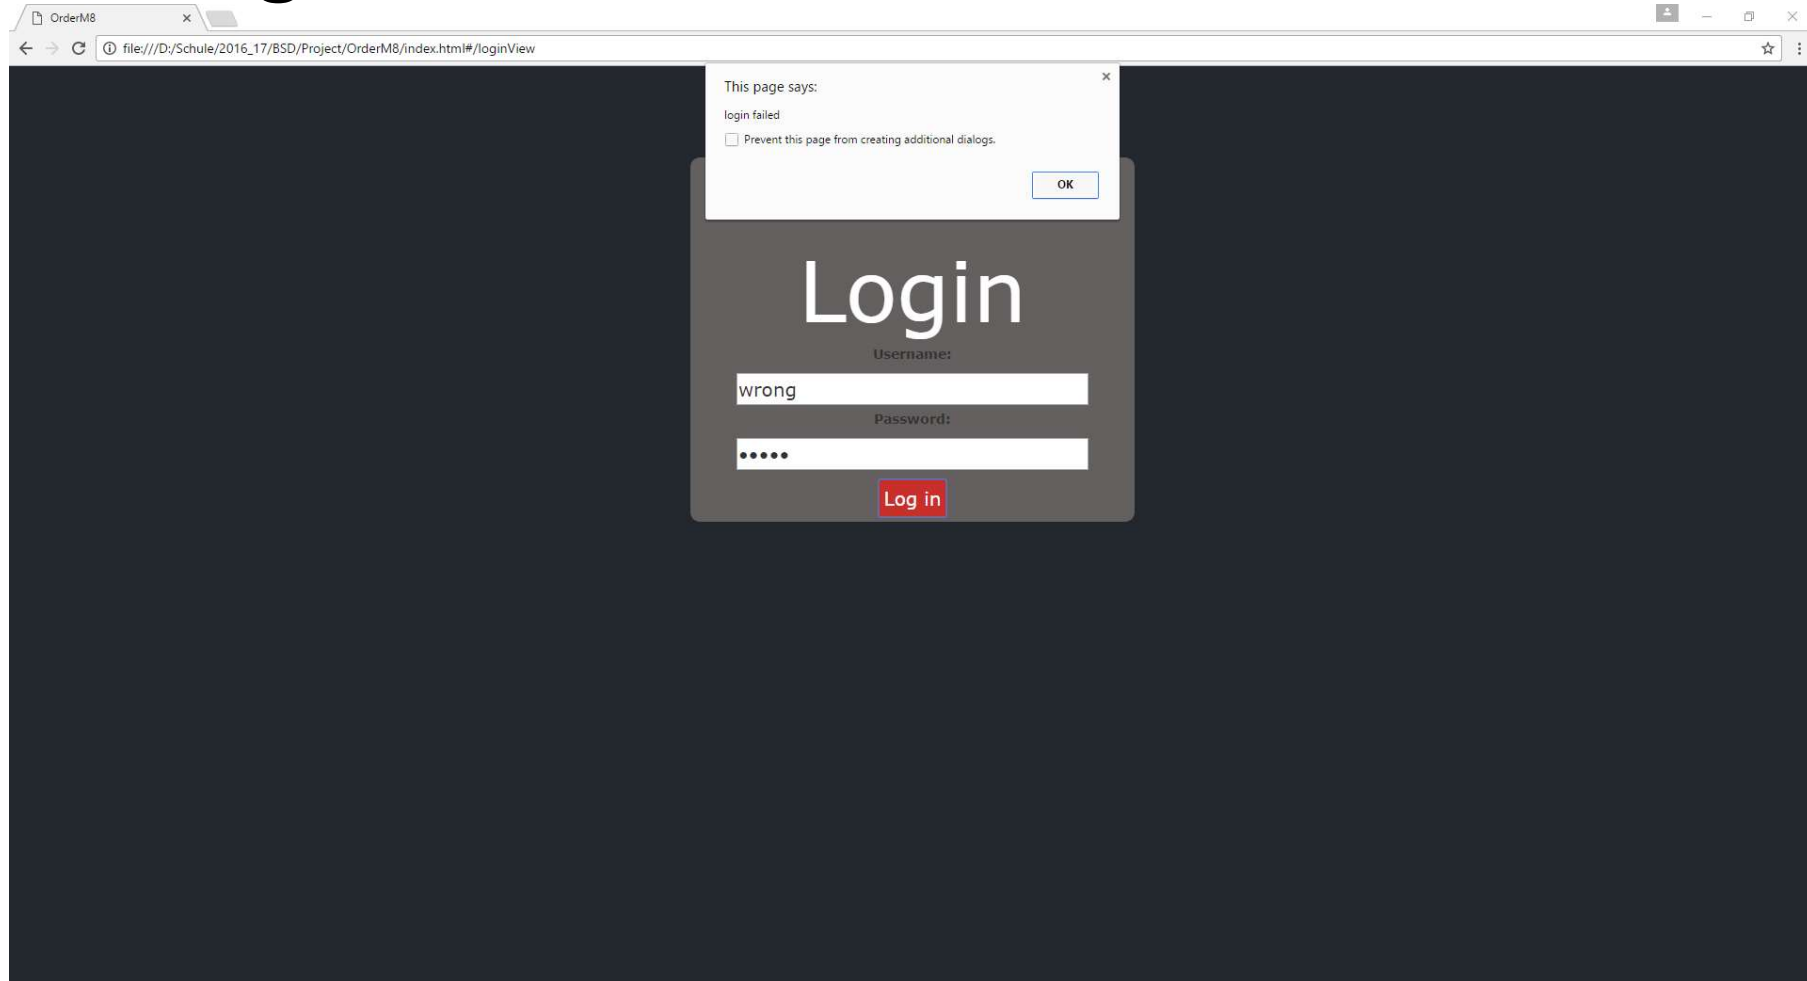 OrderM8
file:///D:/Schule/2016_17/BSD/Project/OrderM8/index.html#/loginView
This page says:
login failed
Prevent this page from creating additional dialogs.
OK
Login
Username:
wrong
Password:
•••••
Log in